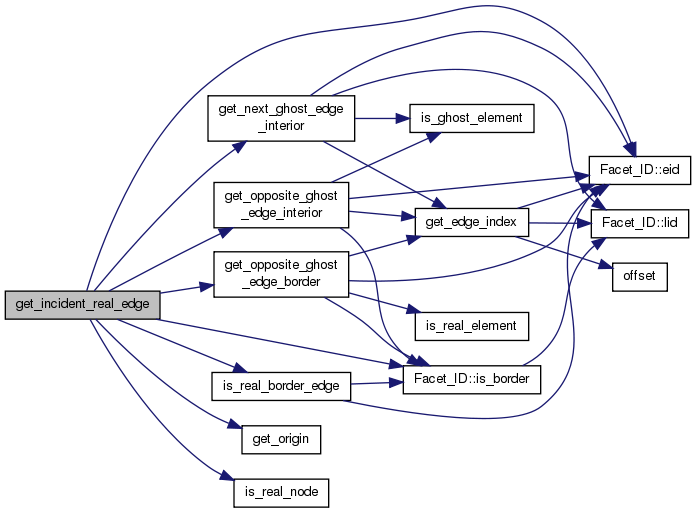 get_next_ghost_edge
_interior
is_ghost_element
Facet_ID::eid
get_opposite_ghost
_edge_interior
get_edge_index
Facet_ID::lid
get_opposite_ghost
_edge_border
offset
get_incident_real_edge
is_real_element
is_real_border_edge
Facet_ID::is_border
get_origin
is_real_node